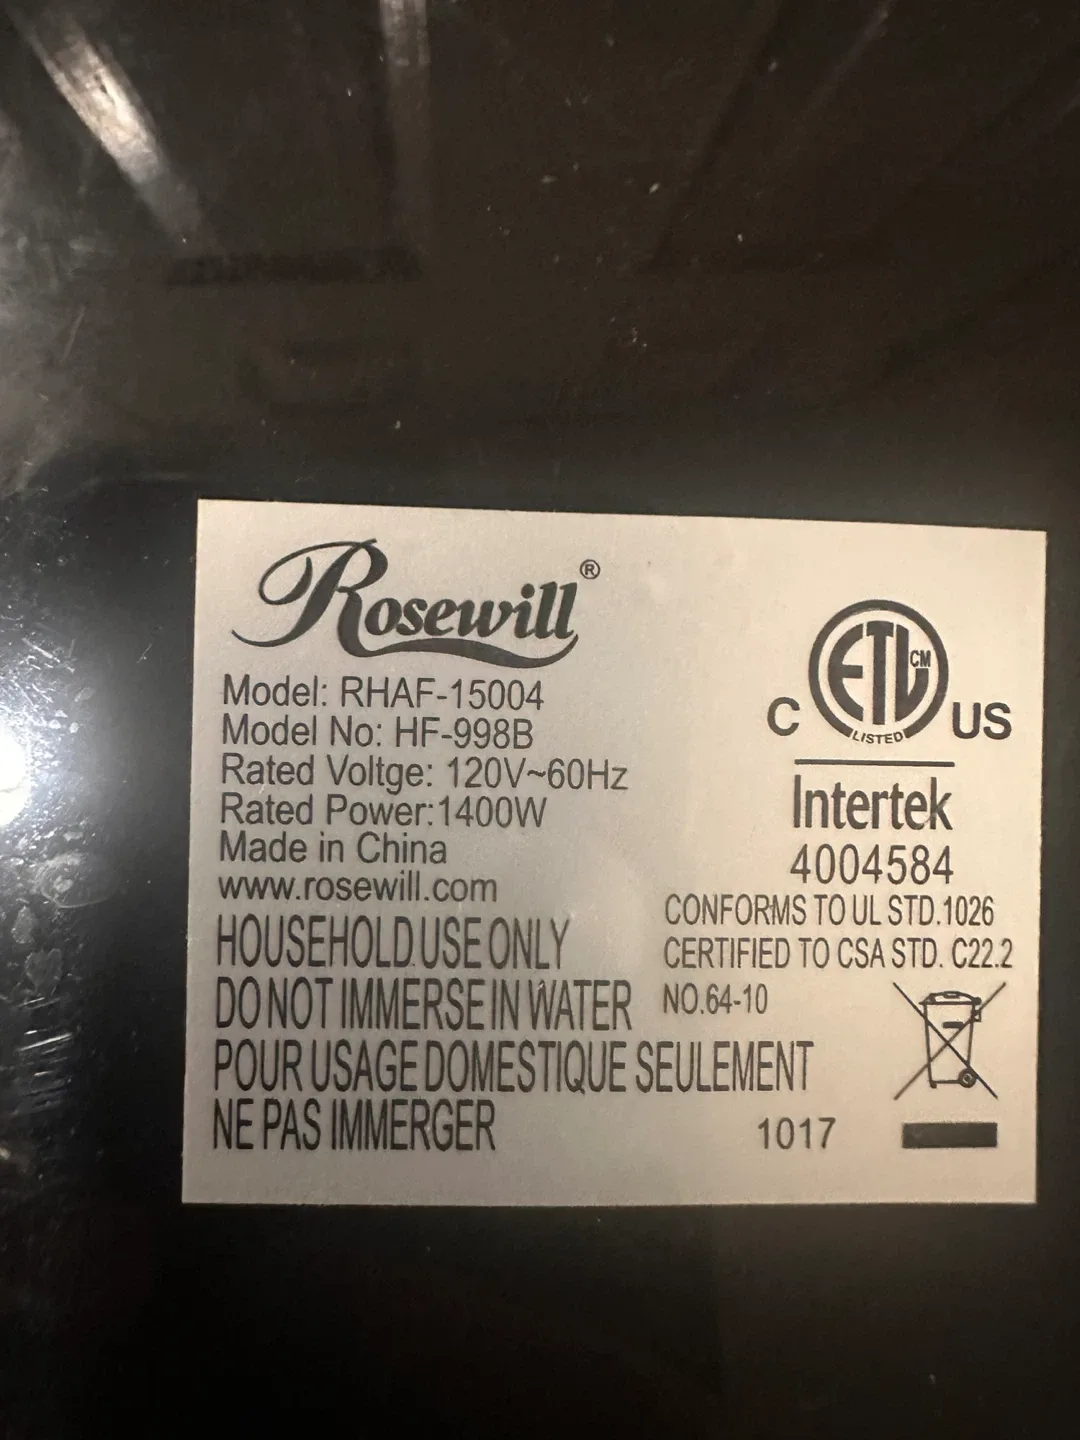 Rosewill®
Model: RHAF-15004
Model No: HF-998B
Rated Voltge: 120V~60Hz
Rated Power:1400W
Made in China
www.rosewill.com
HOUSEHOLD USE ONLY
DO NOT IMMERSE IN WATER
POUR USAGE DOMESTIQUE SEULEMENT
NE PAS IMMERGER
C ETL CM US
LISTED
Intertek
4004584
CONFORMS TO UL STD.1026
CERTIFIED TO CSA STD. C22.2
NO.64-10
1017